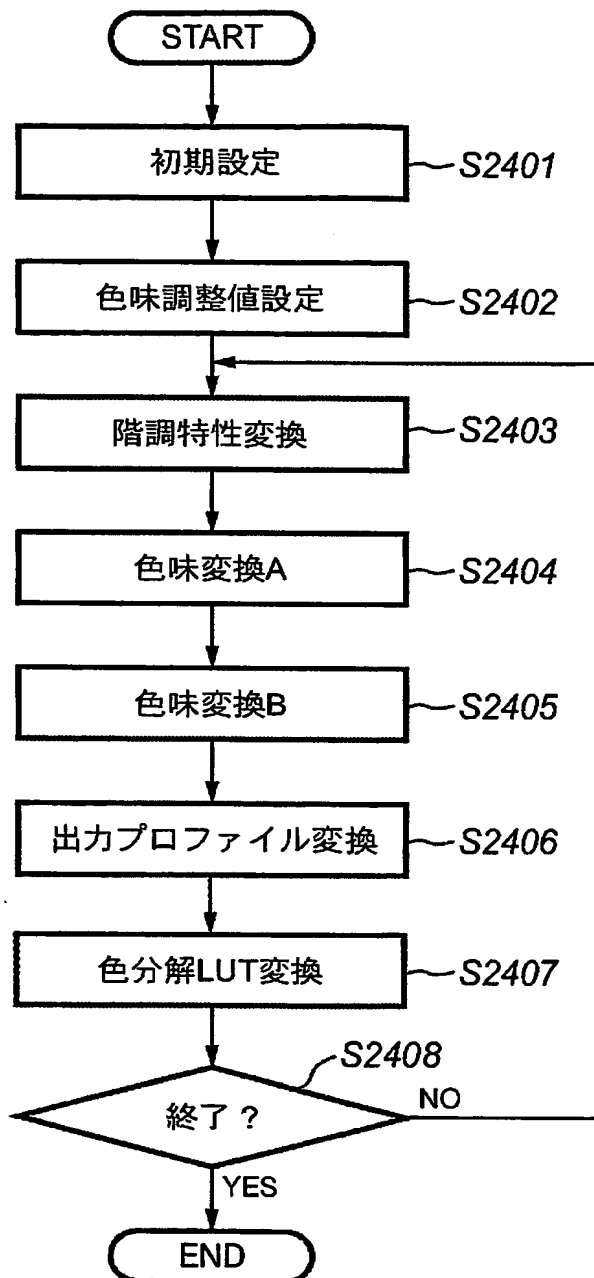 START
初期設定
S2401
色味調整値設定
S2402
階調特性変換
S2403
色味変換A
S2404
色味変換B
S2405
出力プロファイル変換
S2406
色分解LUT変換
S2407
S2408
終了？
NO
YES
END